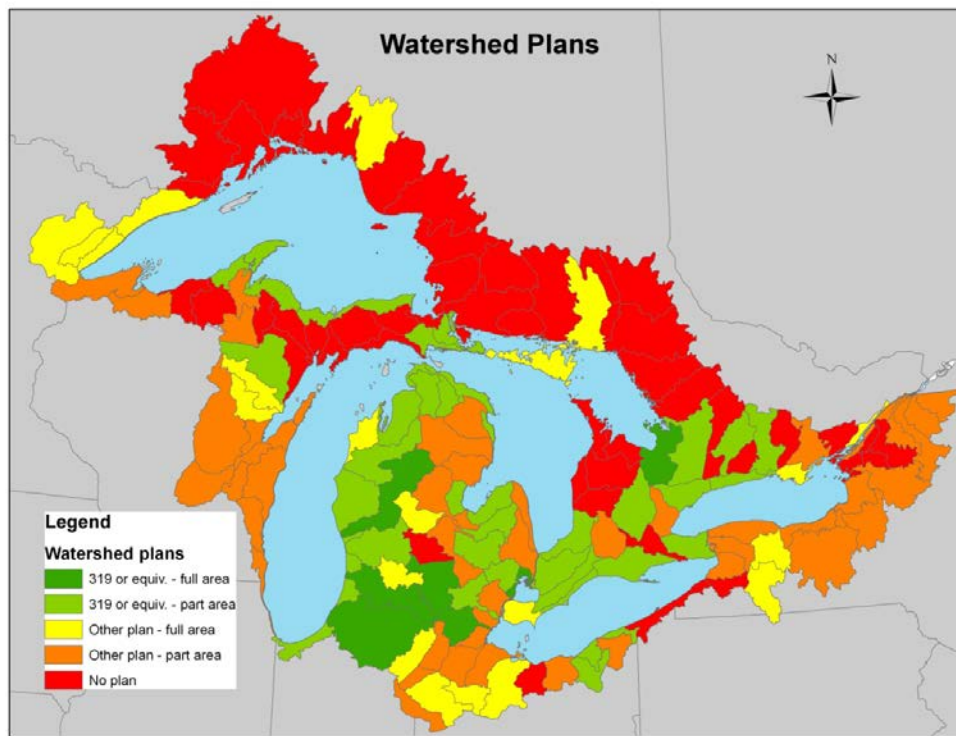 Watershed Plans
N
Legend
Watershed plans
319 or equiv. - full area
319 or equiv. - part area
Other plan - full area
Other plan - part area
No plan